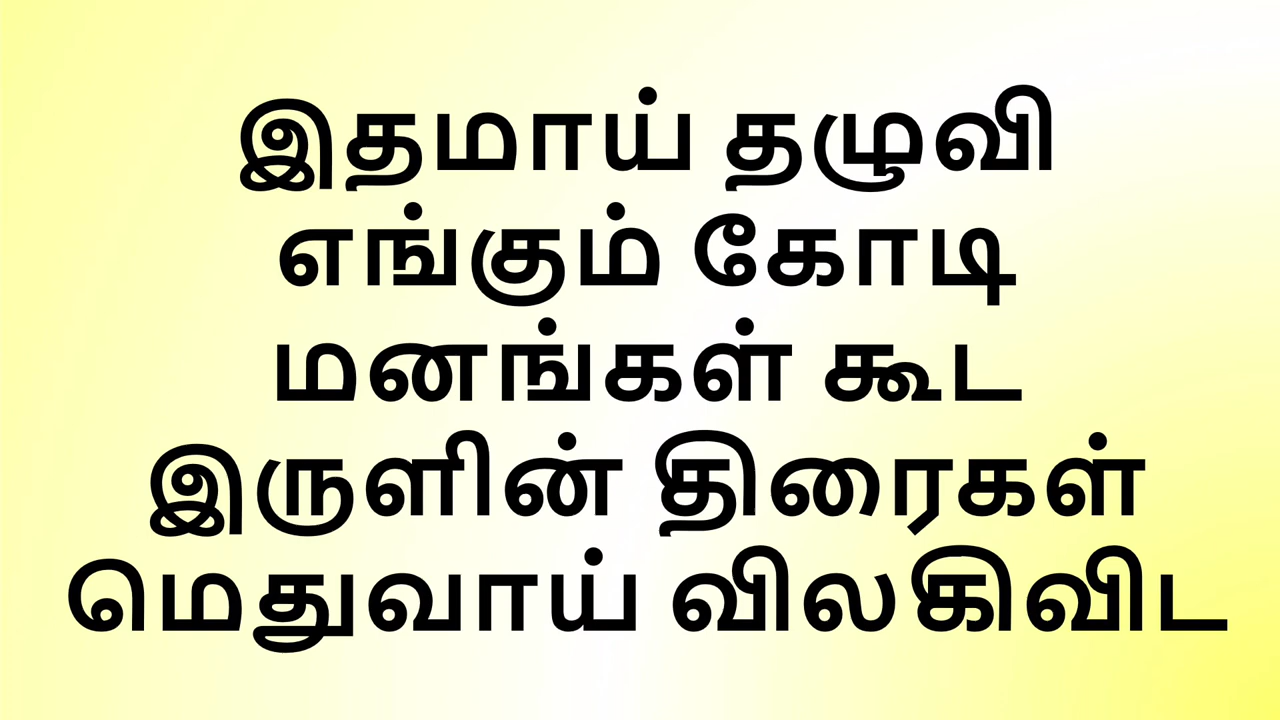 இதமாய் தழுவி
எங்கும் கோடி
மனங்கள் கூட
இருளின் திரைகள்
மெதுவாய் விலகிவிட